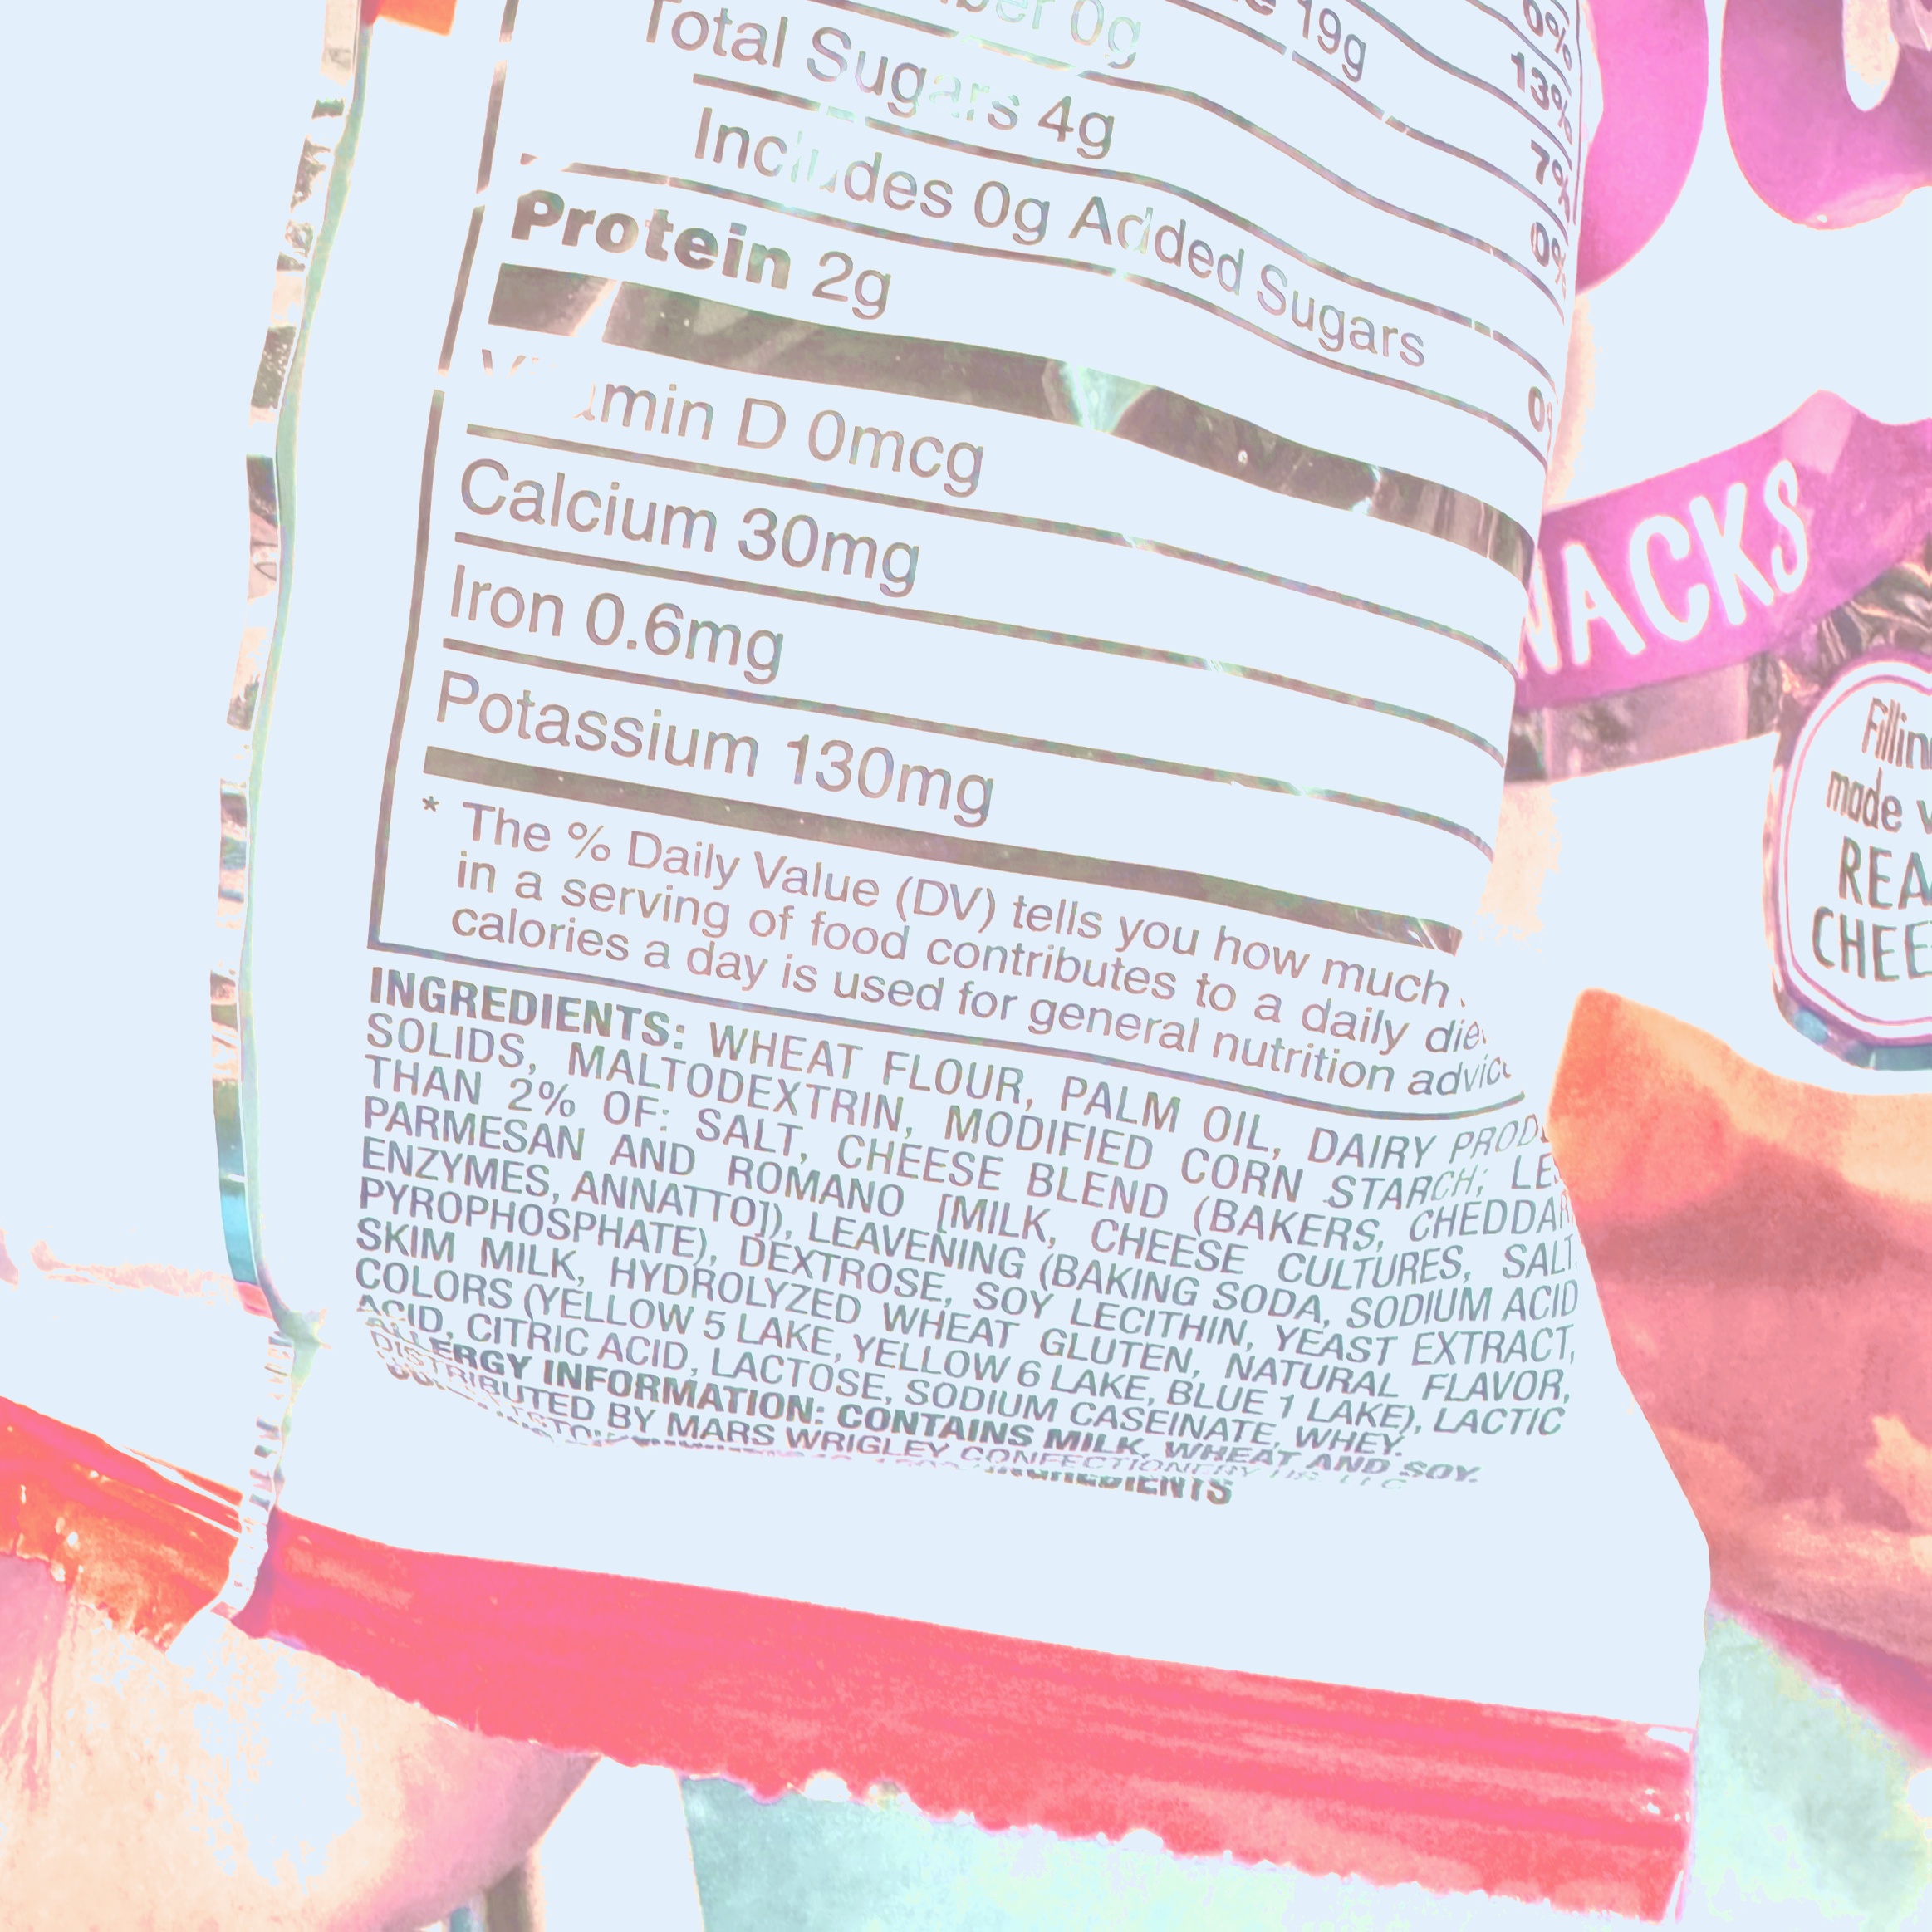 19g
0g
Total Sugars 4g
Includes 0g Added Sugars
Protein 2g
0%
13%
7%
0%
D 0mcg
Calcium 30mg
Iron 0.6mg
Potassium 130mg
* The % Daily Value (DV) tells you how much
in a serving of food contributes to a daily
calories a day is used for general nutrition
INGREDIENTS: WHEAT FLOUR, PALM OIL, DAIRY
SOLIDS, MALTODEXTRIN, MODIFIED CORN STARCH;
THAN 2% OF: SALT, CHEESE BLEND (BAKERS, CHEDDAR
PARMESAN AND ROMANO [MILK, CHEESE CULTURES, SALT,
ENZYMES, ANNATTO]), LEAVENING (BAKING SODA, SODIUM ACID
PYROPHOSPHATE), DEXTROSE, SOY LECITHIN, YEAST EXTRACT,
SKIM MILK, HYDROLYZED WHEAT GLUTEN, NATURAL FLAVOR,
COLORS (YELLOW 5 LAKE, YELLOW 6 LAKE, BLUE 1 LAKE), LACTIC
ACID, CITRIC ACID, LACTOSE, SODIUM CASEINATE, WHEY.
ALLERGY INFORMATION: CONTAINS MILK, WHEAT AND SOY.
DISTRIBUTED BY MARS WRIGLEY CONFECTIONERY
INGREDIENTS
made